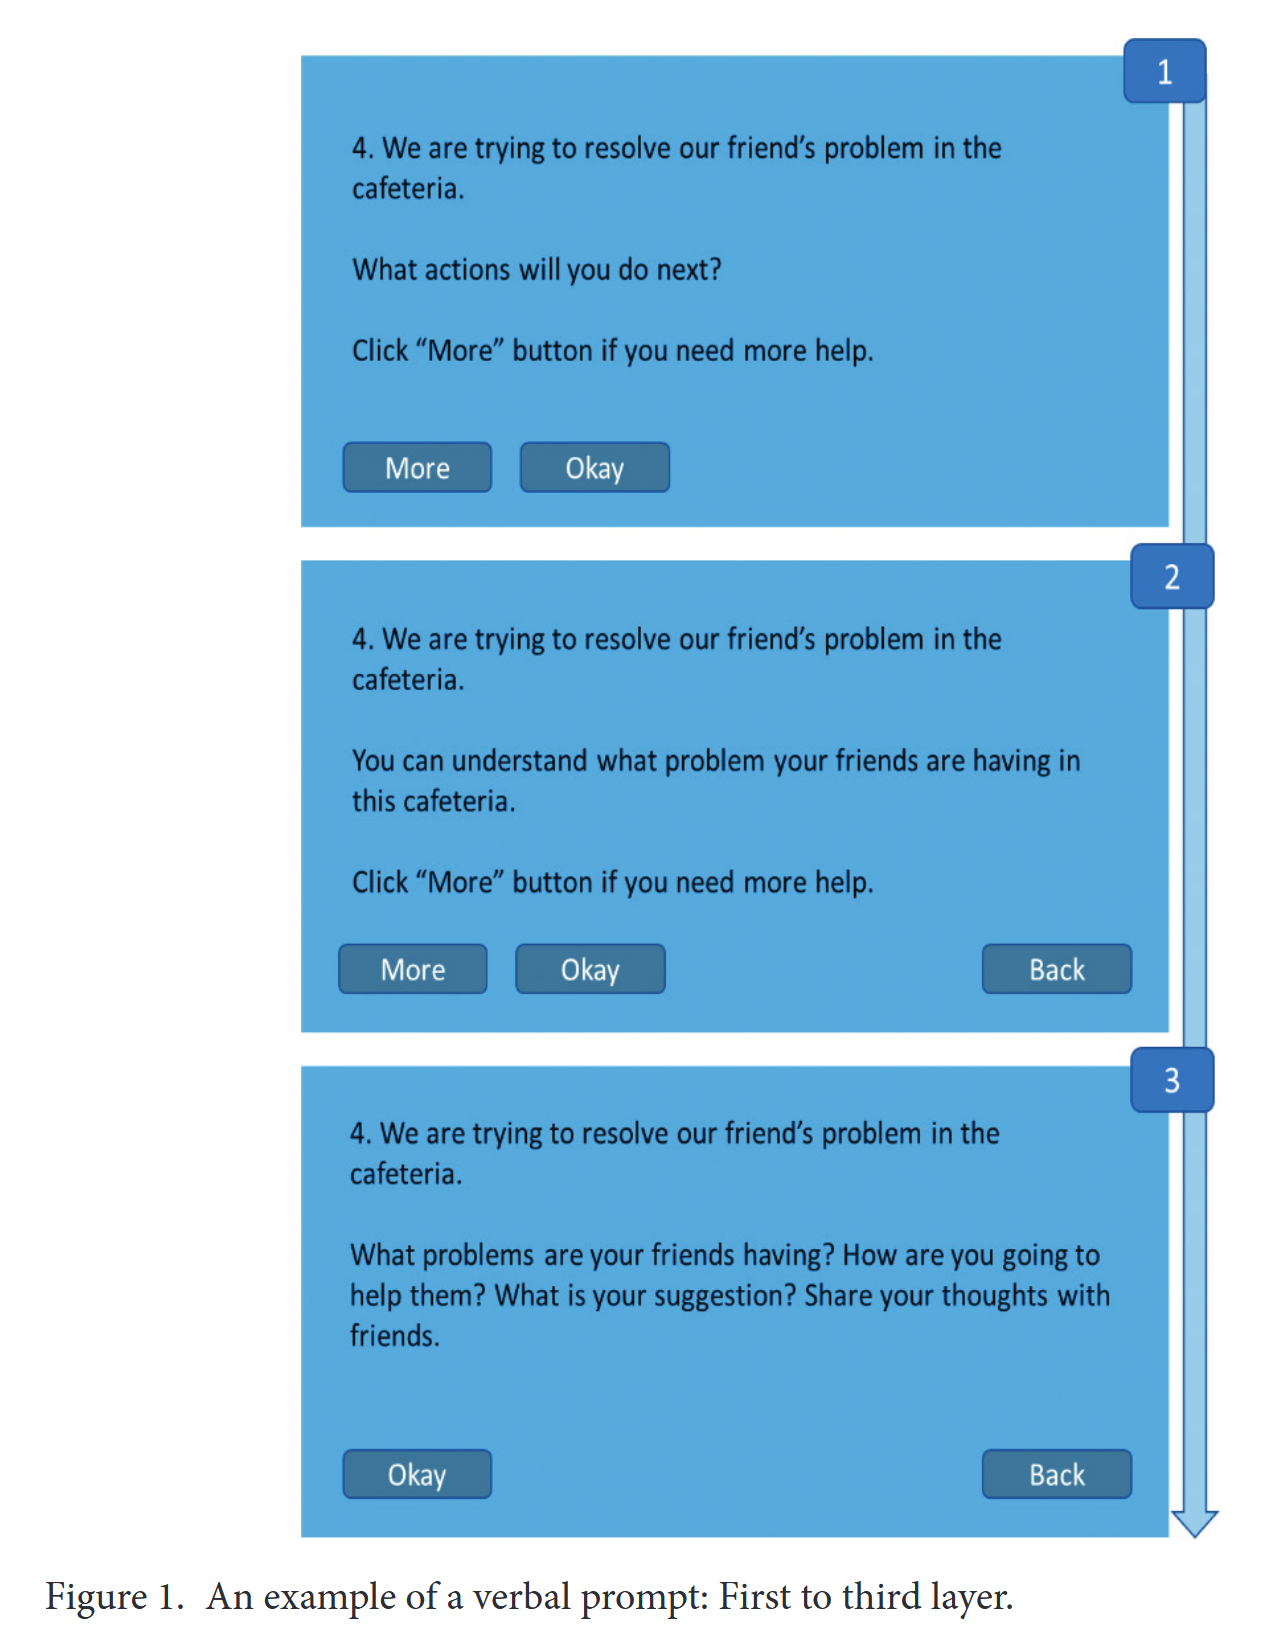 1
4. We are trying to resolve our friend’s problem in the
cafeteria.
What actions will you do next?
Click “More” button if you need more help.
More
Okay
2
4. We are trying to resolve our friend’s problem in the
cafeteria.
You can understand what problem your friends are having in
this cafeteria.
Click “More” button if you need more help.
More
Okay
Back
3
4. We are trying to resolve our friend’s problem in the
cafeteria.
What problems are your friends having? How are you going to
help them? What is your suggestion? Share your thoughts with
friends.
Okay
Back
Figure 1. An example of a verbal prompt: First to third layer.